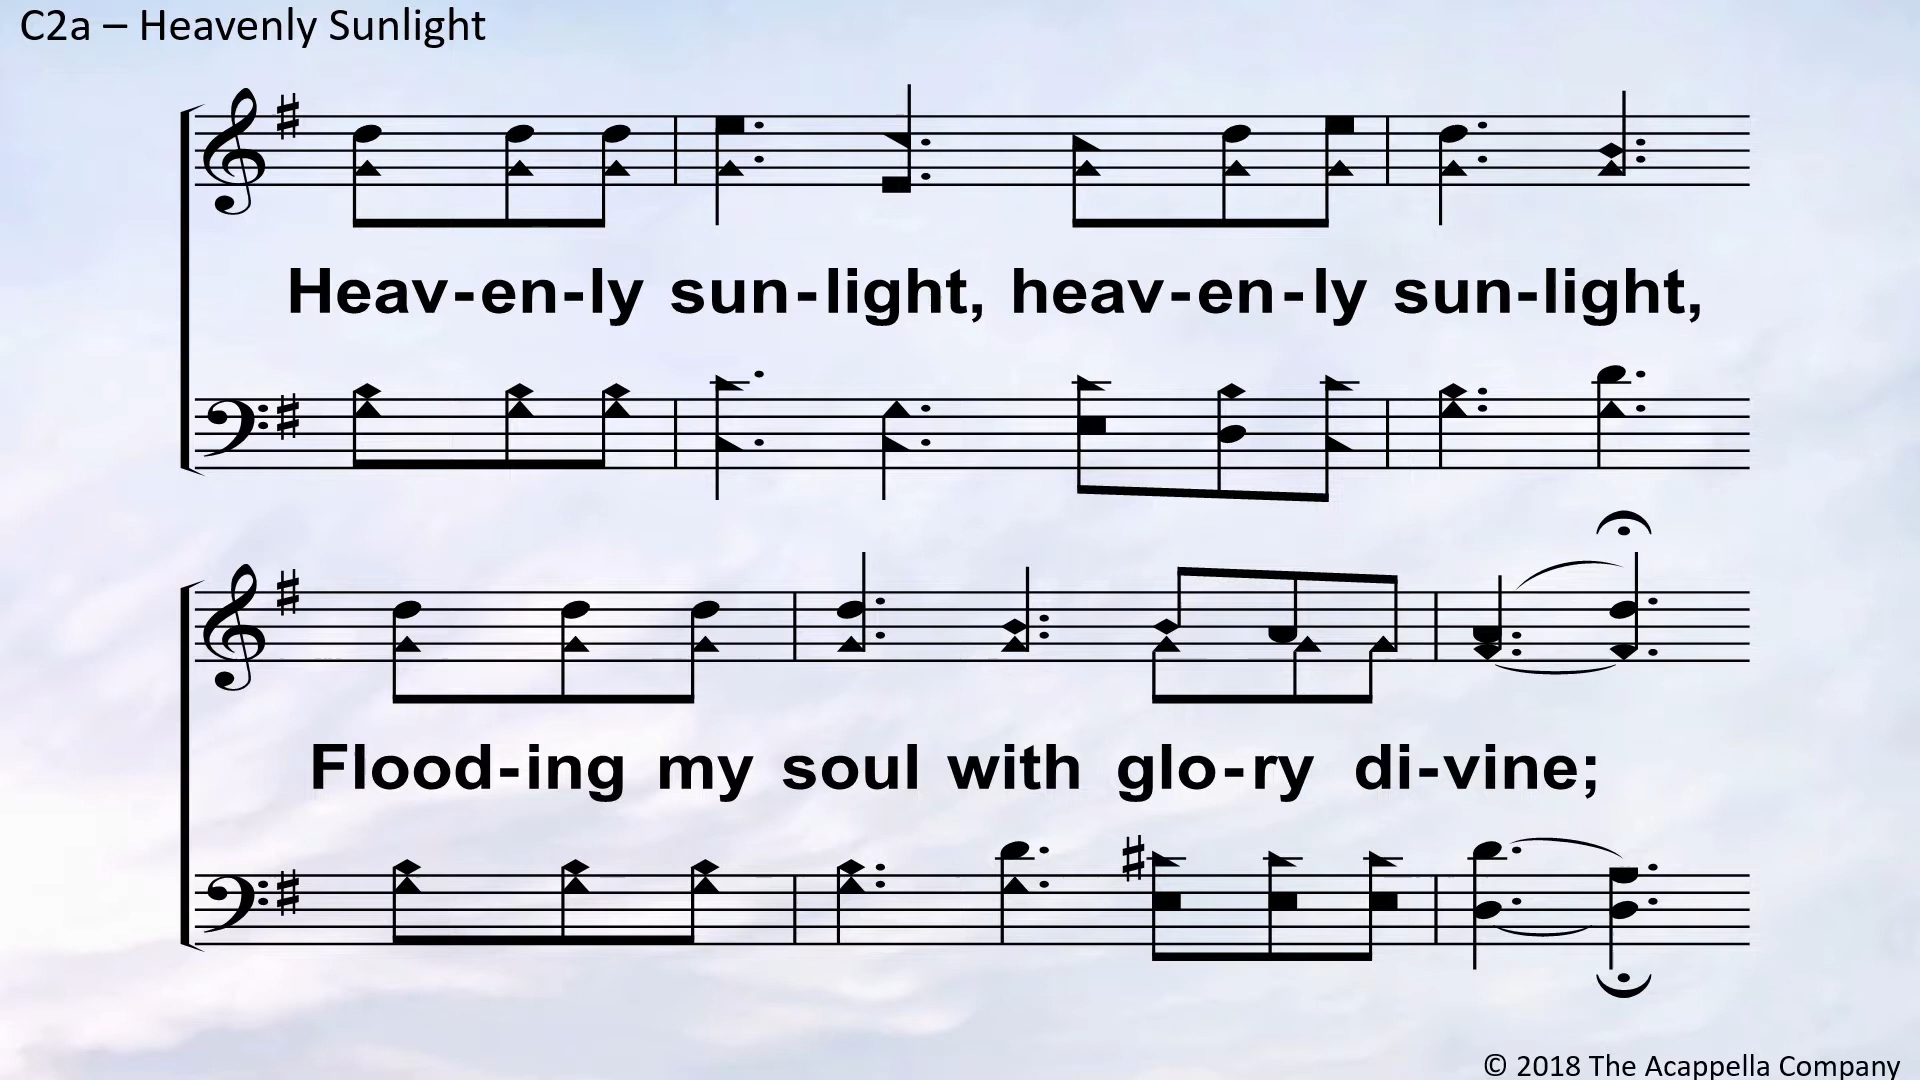 C2a – Heavenly Sunlight
Heav-en-ly sun-light, heav-en-ly sun-light,
Flood-ing my soul with glo-ry di-vine;
© 2018 The Acappella Company